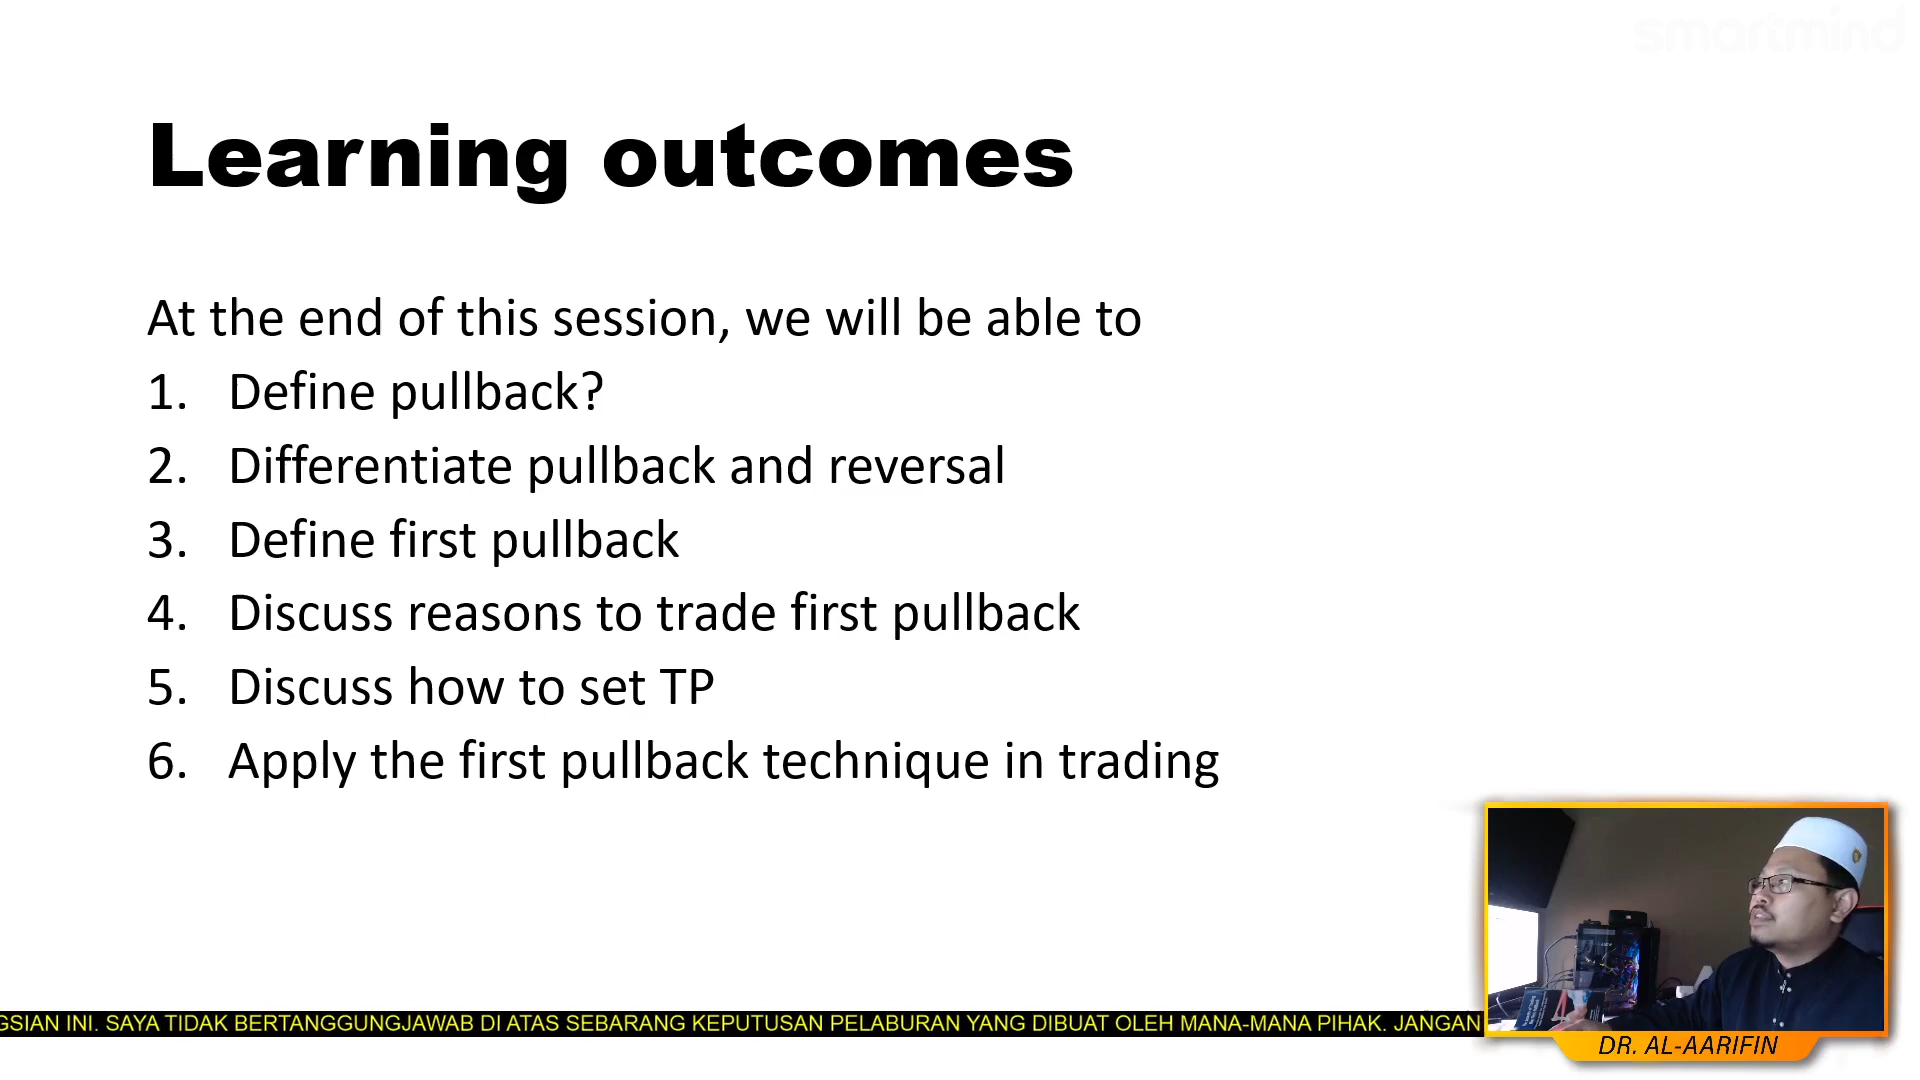 smartmind
Learning outcomes
At the end of this session, we will be able to
1. Define pullback?
2. Differentiate pullback and reversal
3. Define first pullback
4. Discuss reasons to trade first pullback
5. Discuss how to set TP
6. Apply the first pullback technique in trading
GSIAN INI. SAYA TIDAK BERTANGGUNGJAWAB DI ATAS SEBARANG KEPUTUSAN PELABURAN YANG DIBUAT OLEH MANA-MANA PIHAK. JANGAN
DR. AL-AARIFIN